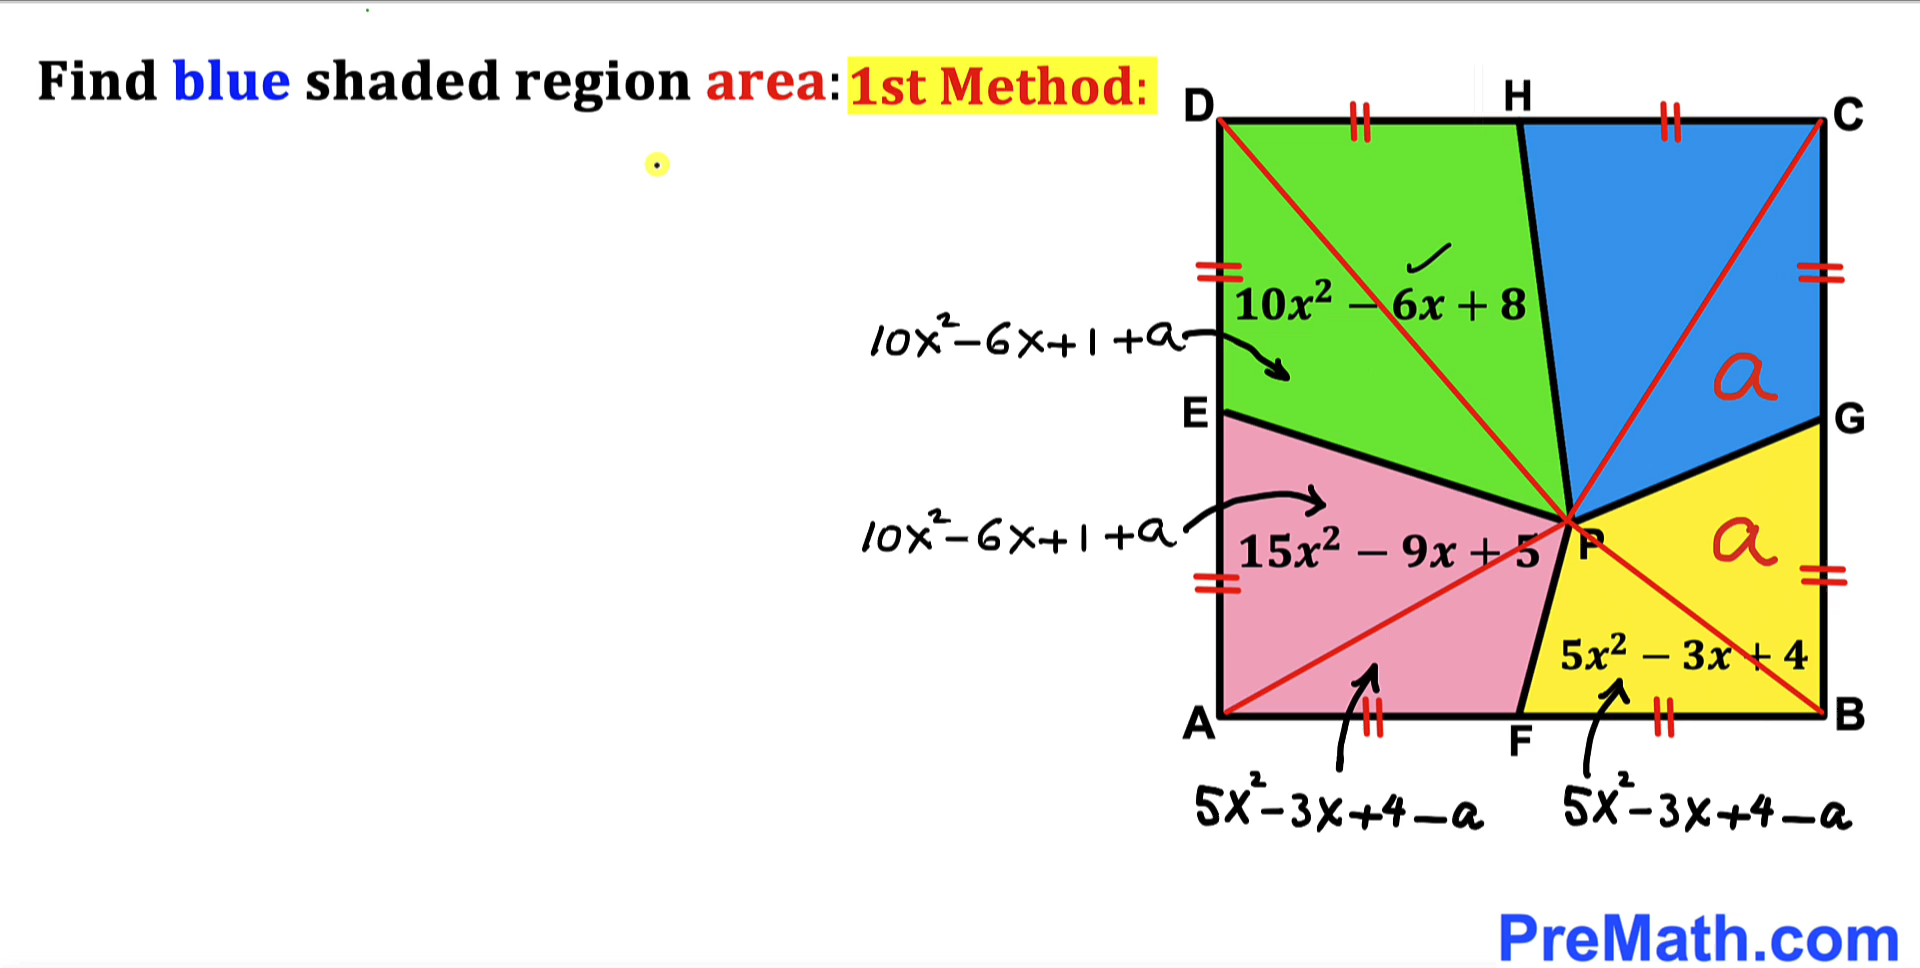 Find blue shaded region area: 1st Method:
D
H
C
10x² − 6x + 8
10x²−6x+1+a
a
E
G
10x²−6x+1+a
15x² − 9x + 5
P
a
5x² − 3x + 4
A
F
B
5x²−3x+4−a
5x²−3x+4−a
PreMath.com